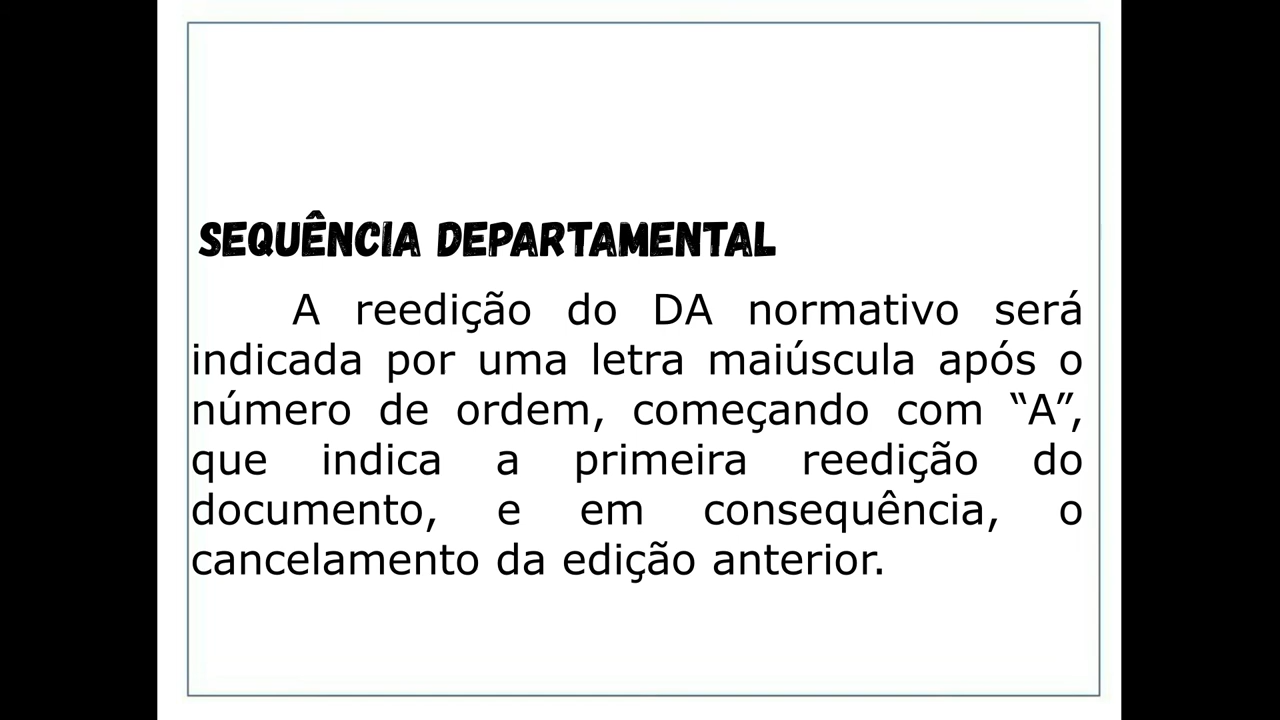 SEQUÊNCIA DEPARTAMENTAL
A reedição do DA normativo será
indicada por uma letra maiúscula após o
número de ordem, começando com “A”,
que indica a primeira reedição do
documento, e em consequência, o
cancelamento da edição anterior.